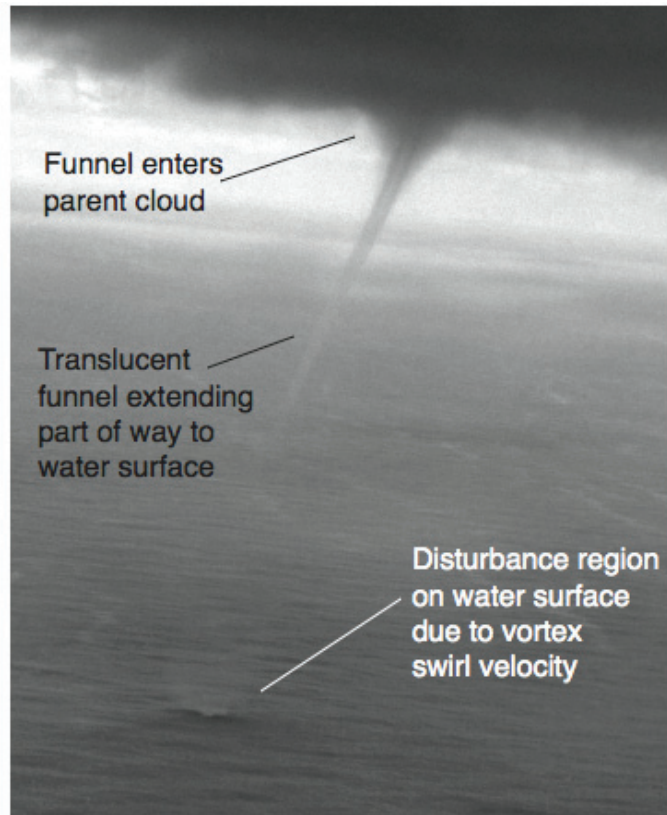 Funnel enters
parent cloud
Translucent
funnel extending
part of way to
water surface
Disturbance region
on water surface
due to vortex
swirl velocity